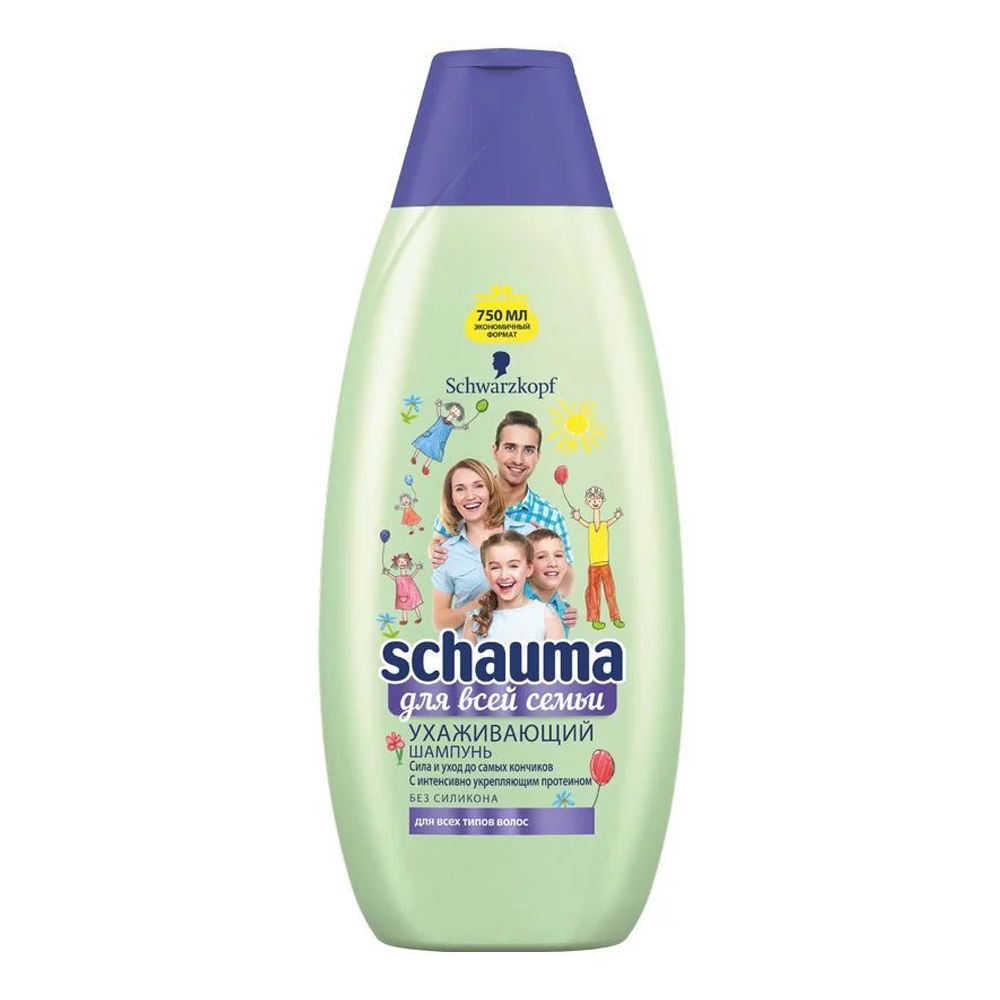 750 МЛ
ЭКОНОМИЧНЫЙ
ФОРМАТ
Schwarzkopf
schauma
для всей семьи
УХАЖИВАЮЩИЙ
ШАМПУНЬ
Сила и уход до самых кончиков
С интенсивно укрепляющим протеином
БЕЗ СИЛИКОНА
для всех типов волос